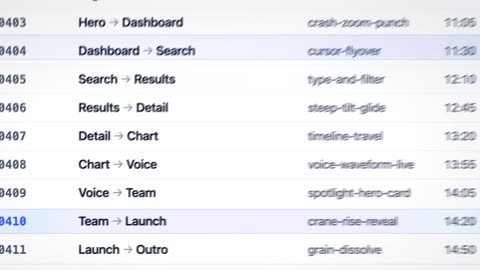 0403 Hero → Dashboard crash-zoom-punch 11:05
0404 Dashboard → Search cursor-flyover 11:30
0405 Search → Results type-and-filter 12:10
0406 Results → Detail steep-tilt-glide 12:45
0407 Detail → Chart timeline-travel 13:20
0408 Chart → Voice voice-waveform-live 13:55
0409 Voice → Team spotlight-hero-card 14:05
0410 Team → Launch crane-rise-reveal 14:20
0411 Launch → Outro grain-dissolve 14:50